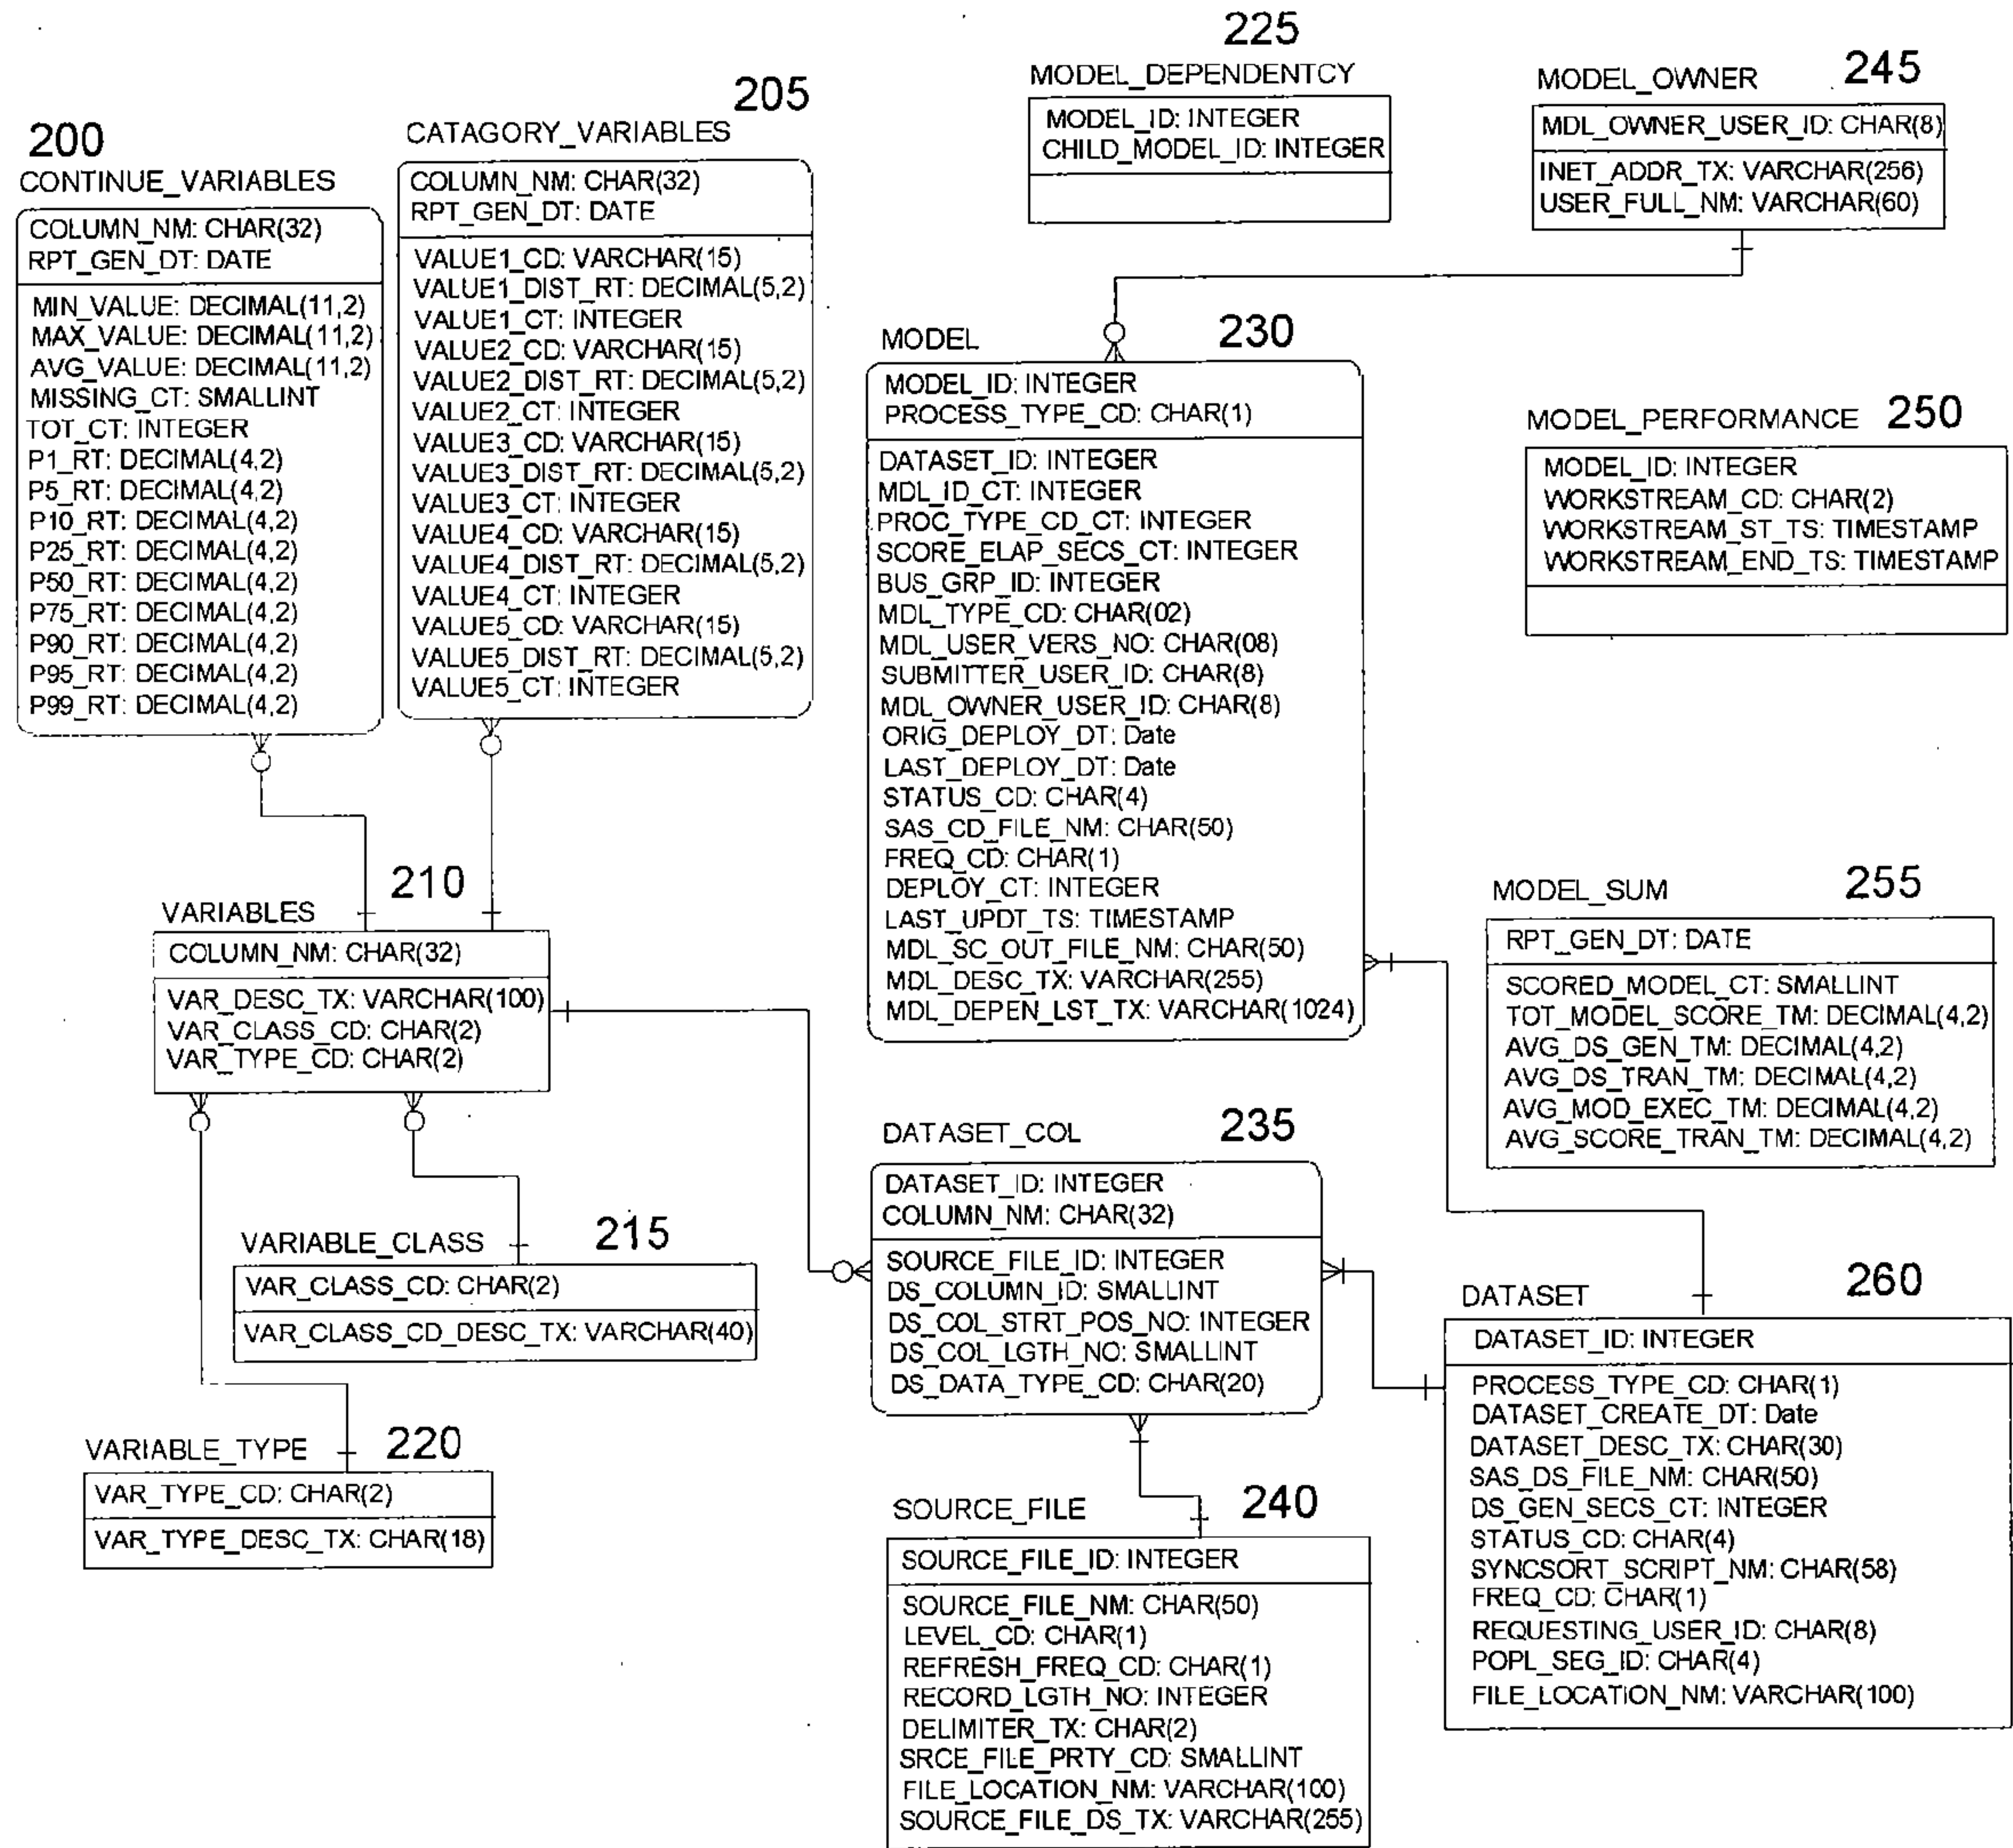 200
CONTINUE_VARIABLES
COLUMN_NM: CHAR(32)
RPT_GEN_DT: DATE
MIN_VALUE: DECIMAL(11,2)
MAX_VALUE: DECIMAL(11,2)
AVG_VALUE: DECIMAL(11,2)
MISSING_CT: SMALLINT
TOT_CT: INTEGER
P1_RT: DECIMAL(4,2)
P5_RT: DECIMAL(4,2)
P10_RT: DECIMAL(4,2)
P25_RT: DECIMAL(4,2)
P50_RT: DECIMAL(4,2)
P75_RT: DECIMAL(4,2)
P90_RT: DECIMAL(4,2)
P95_RT: DECIMAL(4,2)
P99_RT: DECIMAL(4,2)
205
CATAGORY_VARIABLES
COLUMN_NM: CHAR(32)
RPT_GEN_DT: DATE
VALUE1_CD: VARCHAR(15)
VALUE1_DIST_RT: DECIMAL(5,2)
VALUE1_CT: INTEGER
VALUE2_CD: VARCHAR(15)
VALUE2_DIST_RT: DECIMAL(5,2)
VALUE2_CT: INTEGER
VALUE3_CD: VARCHAR(15)
VALUE3_DIST_RT: DECIMAL(5,2)
VALUE3_CT: INTEGER
VALUE4_CD: VARCHAR(15)
VALUE4_DIST_RT: DECIMAL(5,2)
VALUE4_CT: INTEGER
VALUE5_CD: VARCHAR(15)
VALUE5_DIST_RT: DECIMAL(5,2)
VALUE5_CT: INTEGER
225
MODEL_DEPENDENTCY
MODEL_ID: INTEGER
CHILD_MODEL_ID: INTEGER
MODEL_OWNER 245
MDL_OWNER_USER_ID: CHAR(8)
INET_ADDR_TX: VARCHAR(256)
USER_FULL_NM: VARCHAR(60)
MODEL 230
MODEL_ID: INTEGER
PROCESS_TYPE_CD: CHAR(1)
DATASET_ID: INTEGER
MDL_ID_CT: INTEGER
PROC_TYPE_CD_CT: INTEGER
SCORE_ELAP_SECS_CT: INTEGER
BUS_GRP_ID: INTEGER
MDL_TYPE_CD: CHAR(02)
MDL_USER_VERS_NO: CHAR(08)
SUBMITTER_USER_ID: CHAR(8)
MDL_OWNER_USER_ID: CHAR(8)
ORIG_DEPLOY_DT: Date
LAST_DEPLOY_DT: Date
STATUS_CD: CHAR(4)
SAS_CD_FILE_NM: CHAR(50)
FREQ_CD: CHAR(1)
DEPLOY_CT: INTEGER
LAST_UPDT_TS: TIMESTAMP
MDL_SC_OUT_FILE_NM: CHAR(50)
MDL_DESC_TX: VARCHAR(255)
MDL_DEPEN_LST_TX: VARCHAR(1024)
MODEL_PERFORMANCE 250
MODEL_ID: INTEGER
WORKSTREAM_CD: CHAR(2)
WORKSTREAM_ST_TS: TIMESTAMP
WORKSTREAM_END_TS: TIMESTAMP
MODEL_SUM 255
RPT_GEN_DT: DATE
SCORED_MODEL_CT: SMALLINT
TOT_MODEL_SCORE_TM: DECIMAL(4,2)
AVG_DS_GEN_TM: DECIMAL(4,2)
AVG_DS_TRAN_TM: DECIMAL(4,2)
AVG_MOD_EXEC_TM: DECIMAL(4,2)
AVG_SCORE_TRAN_TM: DECIMAL(4,2)
VARIABLES 210
COLUMN_NM: CHAR(32)
VAR_DESC_TX: VARCHAR(100)
VAR_CLASS_CD: CHAR(2)
VAR_TYPE_CD: CHAR(2)
VARIABLE_CLASS 215
VAR_CLASS_CD: CHAR(2)
VAR_CLASS_CD_DESC_TX: VARCHAR(40)
VARIABLE_TYPE 220
VAR_TYPE_CD: CHAR(2)
VAR_TYPE_DESC_TX: CHAR(18)
DATASET_COL 235
DATASET_ID: INTEGER
COLUMN_NM: CHAR(32)
SOURCE_FILE_ID: INTEGER
DS_COLUMN_ID: SMALLINT
DS_COL_STRT_POS_NO: INTEGER
DS_COL_LGTH_NO: SMALLINT
DS_DATA_TYPE_CD: CHAR(20)
SOURCE_FILE 240
SOURCE_FILE_ID: INTEGER
SOURCE_FILE_NM: CHAR(50)
LEVEL_CD: CHAR(1)
REFRESH_FREQ_CD: CHAR(1)
RECORD_LGTH_NO: INTEGER
DELIMITER_TX: CHAR(2)
SRCE_FILE_PRTY_CD: SMALLINT
FILE_LOCATION_NM: VARCHAR(100)
SOURCE_FILE_DS_TX: VARCHAR(255)
DATASET 260
DATASET_ID: INTEGER
PROCESS_TYPE_CD: CHAR(1)
DATASET_CREATE_DT: Date
DATASET_DESC_TX: CHAR(30)
SAS_DS_FILE_NM: CHAR(50)
DS_GEN_SECS_CT: INTEGER
STATUS_CD: CHAR(4)
SYNCSORT_SCRIPT_NM: CHAR(58)
FREQ_CD: CHAR(1)
REQUESTING_USER_ID: CHAR(8)
POPL_SEG_ID: CHAR(4)
FILE_LOCATION_NM: VARCHAR(100)